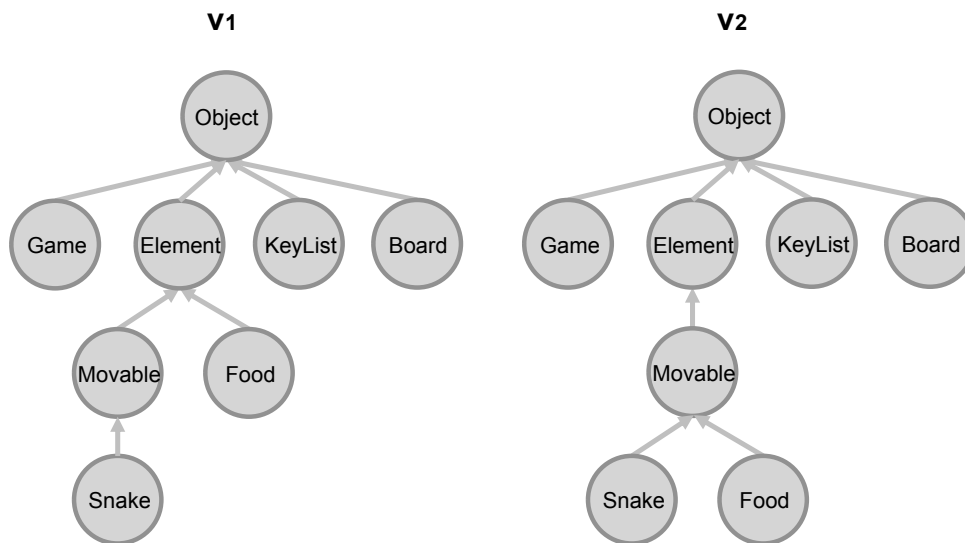 v1 v2
Object Object
Game Element KeyList Board Game Element KeyList Board
Movable Food Movable
Snake Snake Food